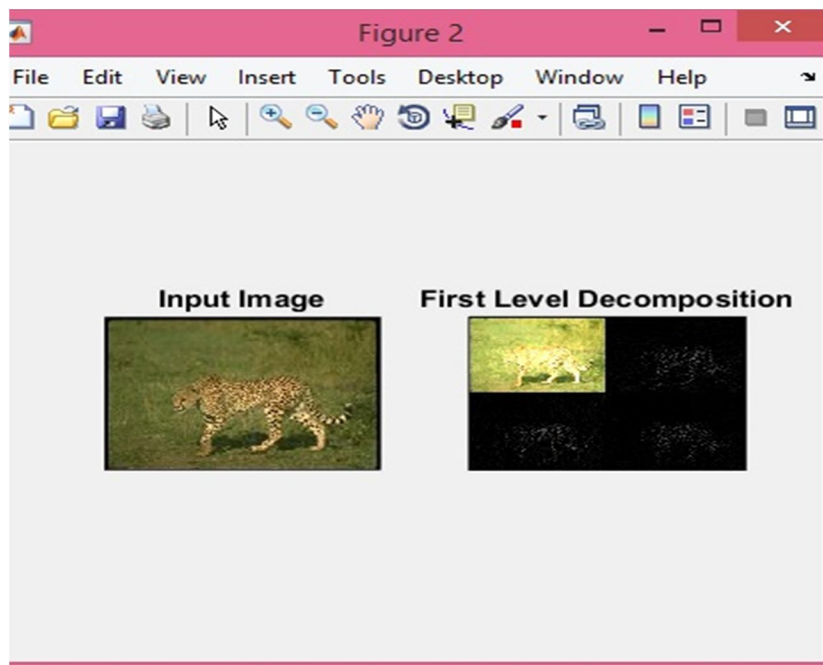 Figure 2
File Edit View Insert Tools Desktop Window Help
Input Image
First Level Decomposition